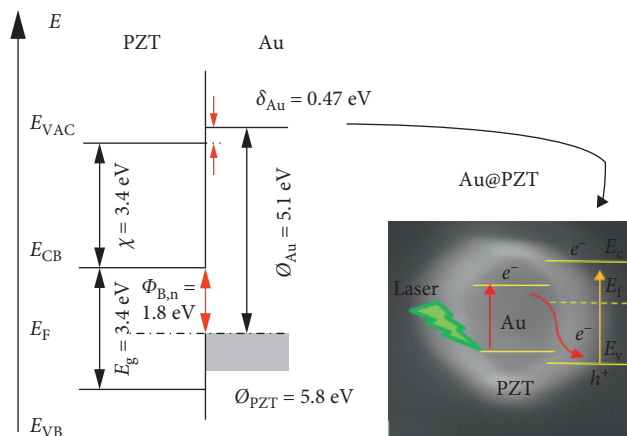 E
PZT
Au
δAu = 0.47 eV
EVAC
χ = 3.4 eV
ØAu = 5.1 eV
Au@PZT
ECB
ΦB,n =
1.8 eV
EF
Eg = 3.4 eV
ØPZT = 5.8 eV
EVB
e−
Ec
e−
Laser
Ef
Au
e−
Ev
h+
PZT